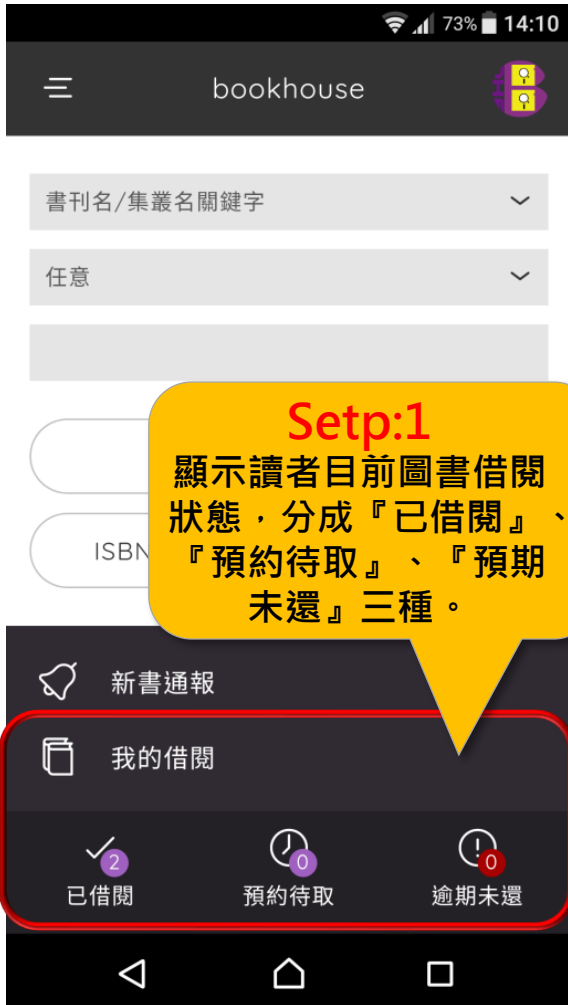 73% 14:10
bookhouse
書刊名/集叢名關鍵字
任意
Setp:1
顯示讀者目前圖書借閱
狀態，分成『已借閱』、
『預約待取』、『預期
未還』三種。
ISBN
新書通報
我的借閱
2
0
0
已借閱
預約待取
逾期未還